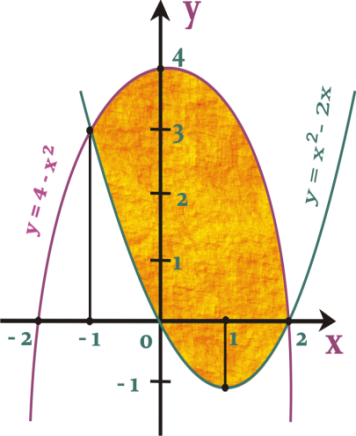 y
4
3
y = 4 - x²
y = x² - 2x
2
1
-2
-1
0
1
2
x
-1